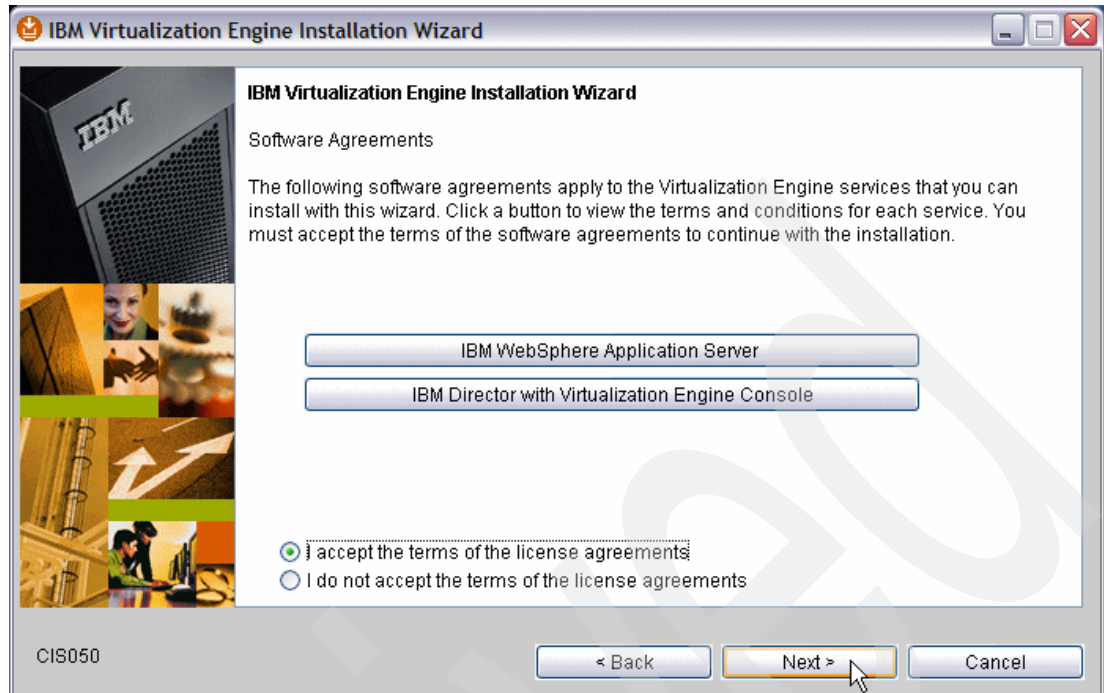 IBM Virtualization Engine Installation Wizard
IBM
IBM Virtualization Engine Installation Wizard
Software Agreements
The following software agreements apply to the Virtualization Engine services that you can
install with this wizard. Click a button to view the terms and conditions for each service. You
must accept the terms of the software agreements to continue with the installation.
IBM WebSphere Application Server
IBM Director with Virtualization Engine Console
I accept the terms of the license agreements
I do not accept the terms of the license agreements
CIS050
< Back
Next >
Cancel